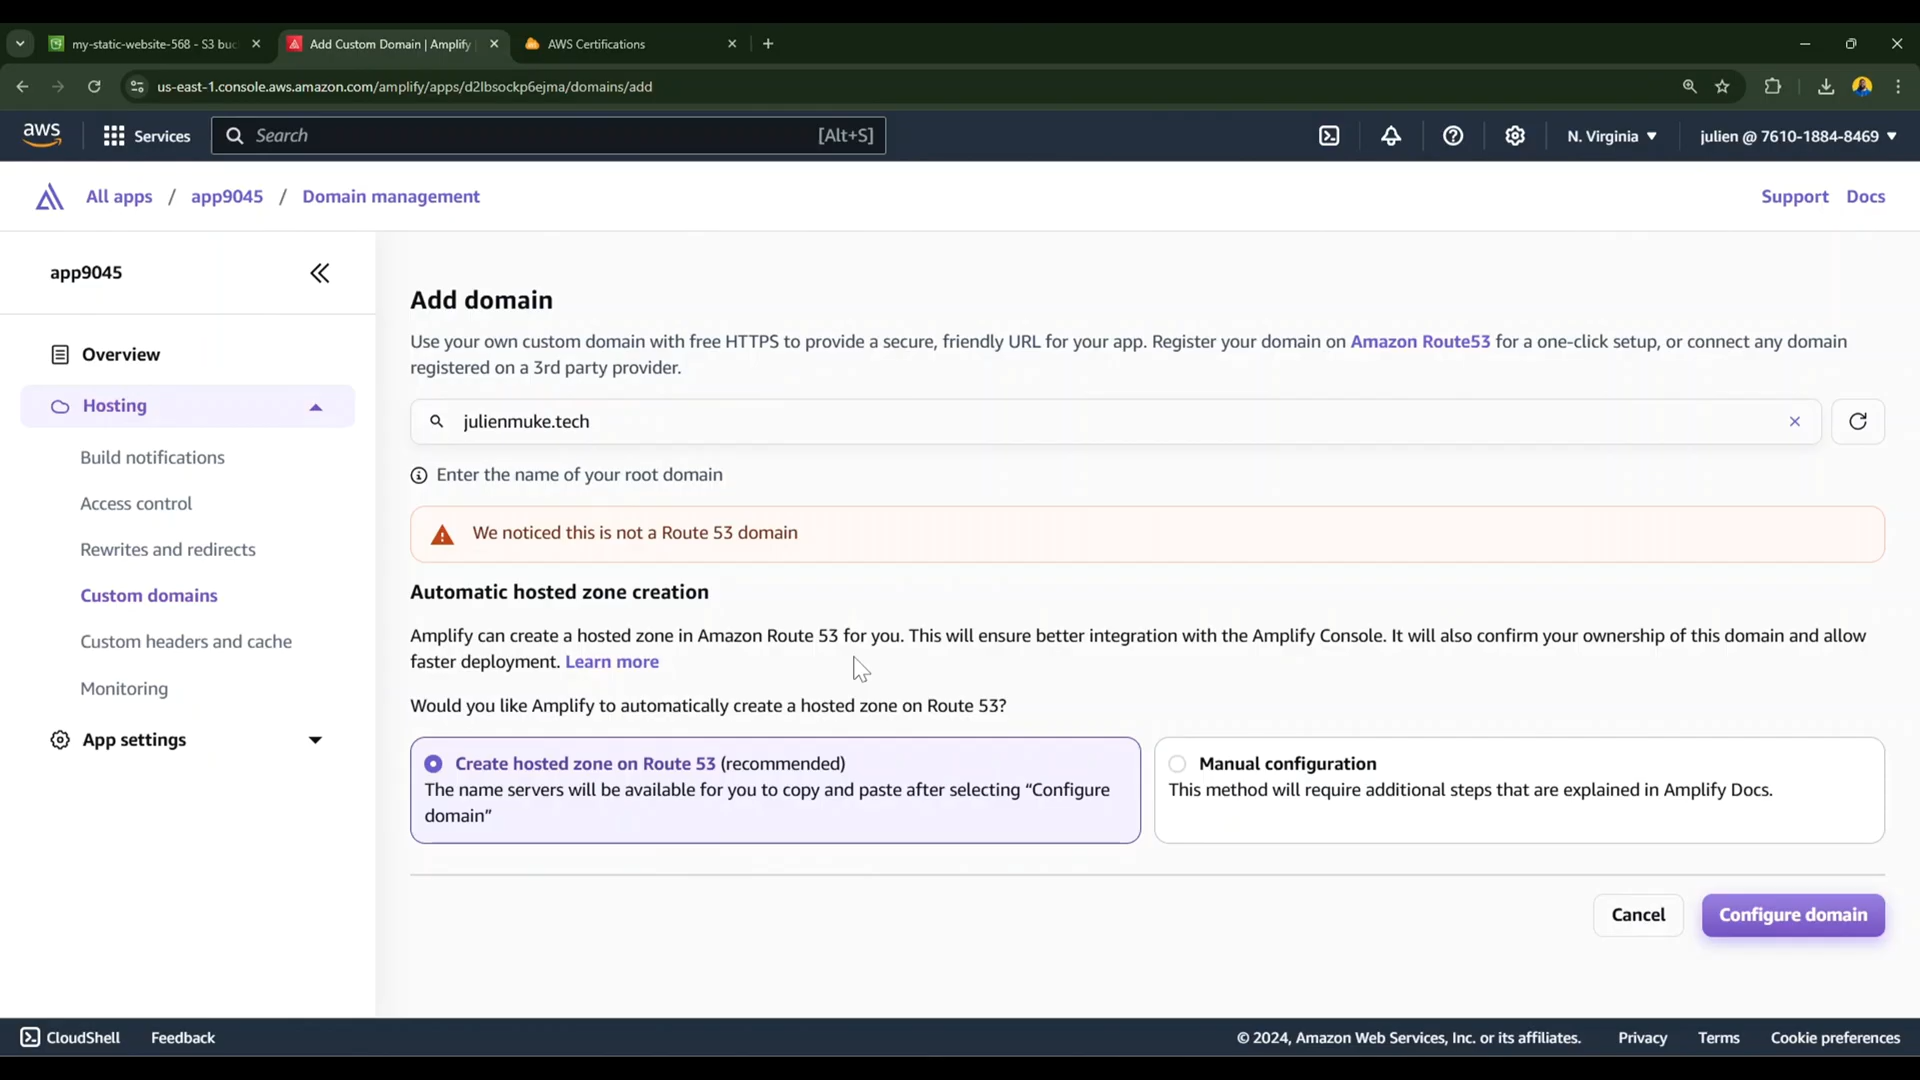 my-static-website-568 - S3 buc
Add Custom Domain | Amplify
AWS Certifications
us-east-1.console.aws.amazon.com/amplify/apps/d2lbsockp6ejma/domains/add
aws
Services
Search
[Alt+S]
N. Virginia
julien @ 7610-1884-8469
All apps / app9045 / Domain management
Support
Docs
app9045
Overview
Hosting
Build notifications
Access control
Rewrites and redirects
Custom domains
Custom headers and cache
Monitoring
App settings
Add domain
Use your own custom domain with free HTTPS to provide a secure, friendly URL for your app. Register your domain on Amazon Route53 for a one-click setup, or connect any domain
registered on a 3rd party provider.
julienmuke.tech
Enter the name of your root domain
We noticed this is not a Route 53 domain
Automatic hosted zone creation
Amplify can create a hosted zone in Amazon Route 53 for you. This will ensure better integration with the Amplify Console. It will also confirm your ownership of this domain and allow
faster deployment. Learn more
Would you like Amplify to automatically create a hosted zone on Route 53?
Create hosted zone on Route 53 (recommended)
The name servers will be available for you to copy and paste after selecting “Configure
domain”
Manual configuration
This method will require additional steps that are explained in Amplify Docs.
Cancel
Configure domain
CloudShell
Feedback
© 2024, Amazon Web Services, Inc. or its affiliates.
Privacy
Terms
Cookie preferences